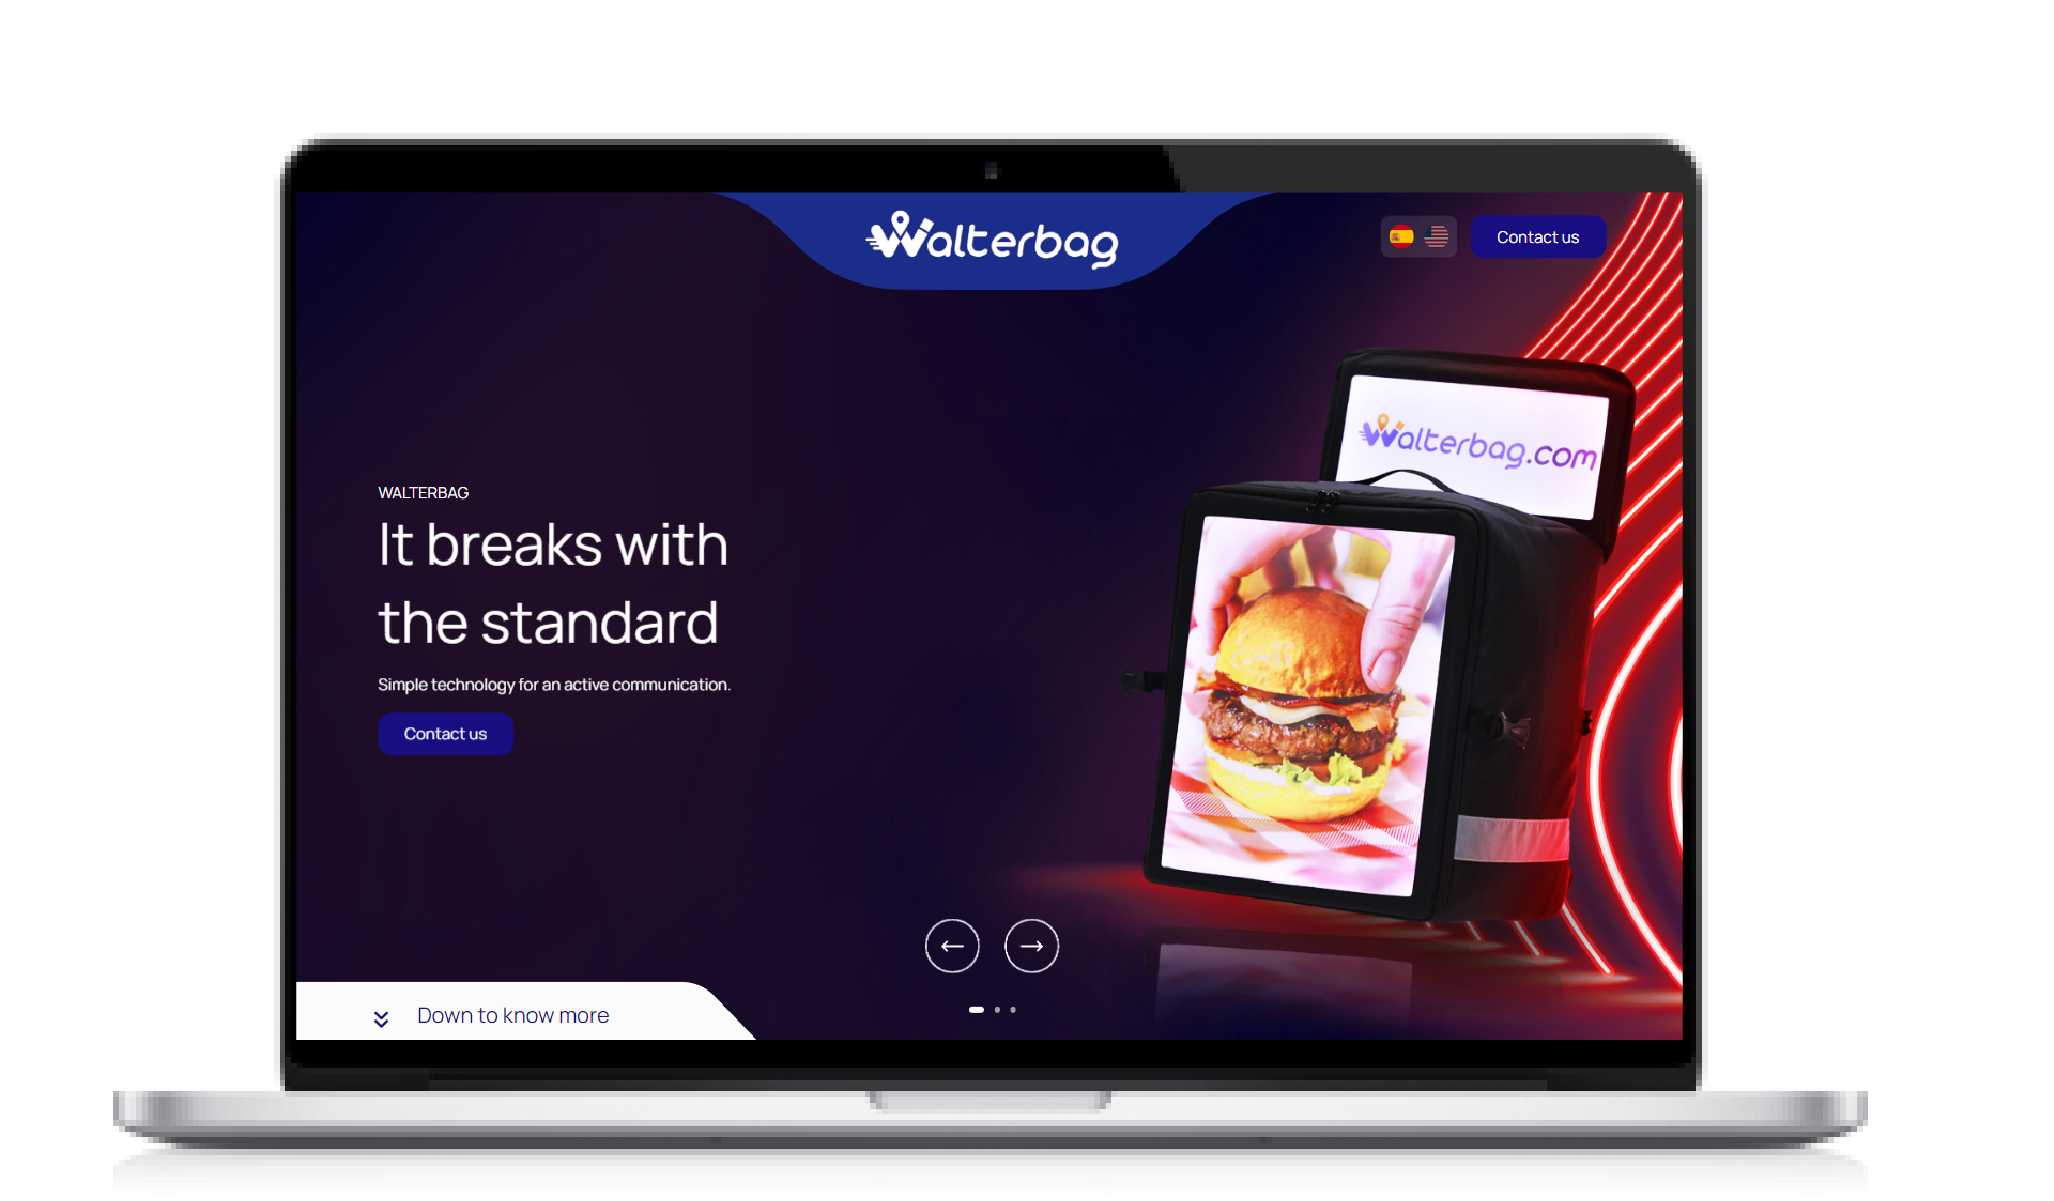 Walterbag
Contact us
Walterbag.com
WALTERBAG
It breaks with
the standard
Simple technology for an active communication.
Contact us
Down to know more